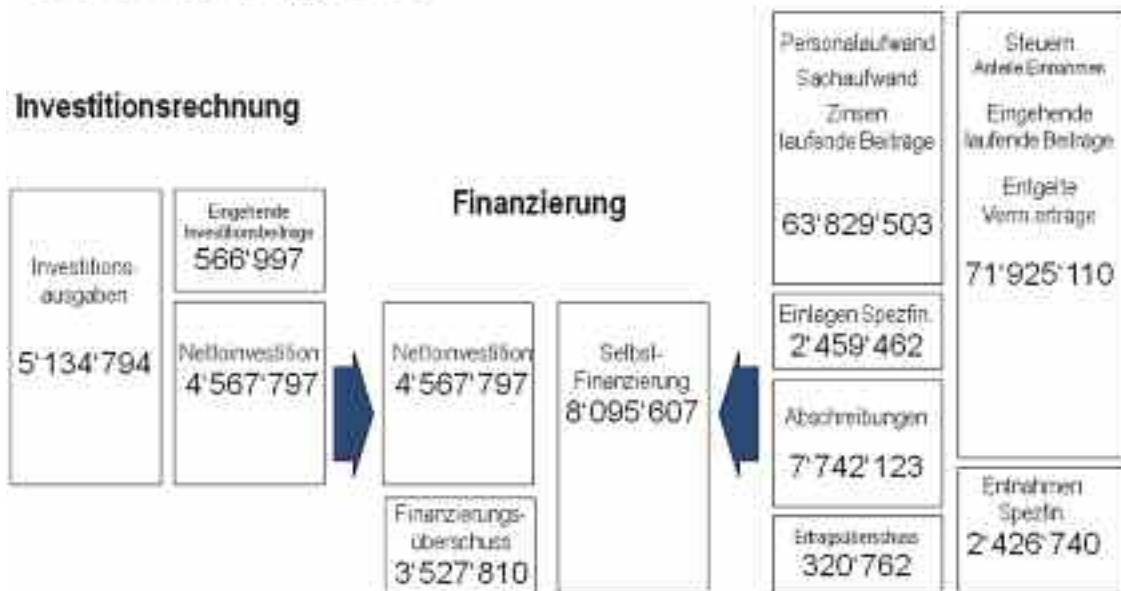 Investitionsrechnung
Investitions-
ausgaben
5'134'794
Eingehende
Investitionsbeiträge
566'997
Nettoinvestition
4'567'797
Finanzierung
Nettoinvestition
4'567'797
Finanzierungs-
überschuss
3'527'810
Selbst-
Finanzierung
8'095'607
Personalaufwand
Sachaufwand
Zinsen
laufende Beiträge
63'829'503
Einlagen Spezfin.
2'459'462
Abschreibungen
7'742'123
Ertragsüberschuss
320'762
Steuern
Anteile Einnahmen
Eingehende
laufende Beiträge
Entgelte
Verm.erträge
71'925'110
Entnahmen
Spezfin.
2'426'740